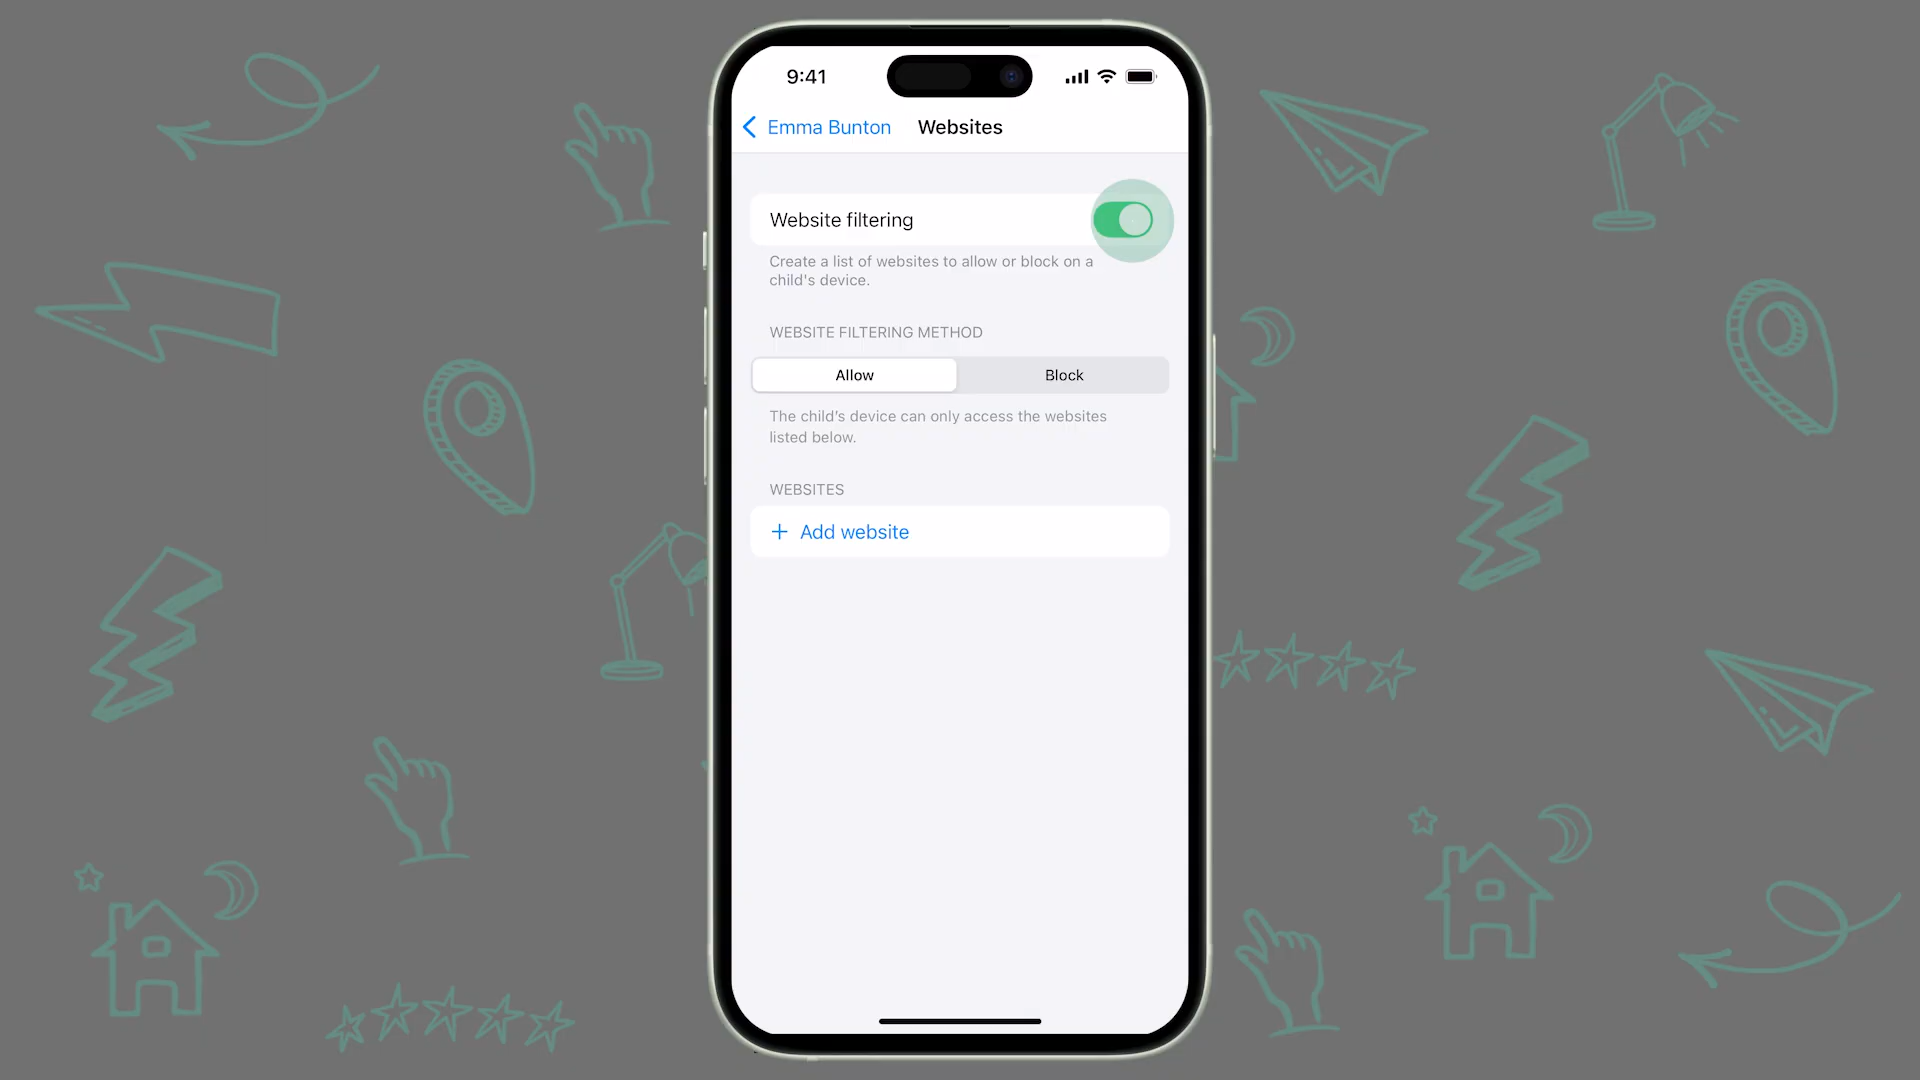 9:41
Emma Bunton
Websites
Website filtering
Create a list of websites to allow or block on a
child's device.
WEBSITE FILTERING METHOD
Allow
Block
The child’s device can only access the websites
listed below.
WEBSITES
+ Add website